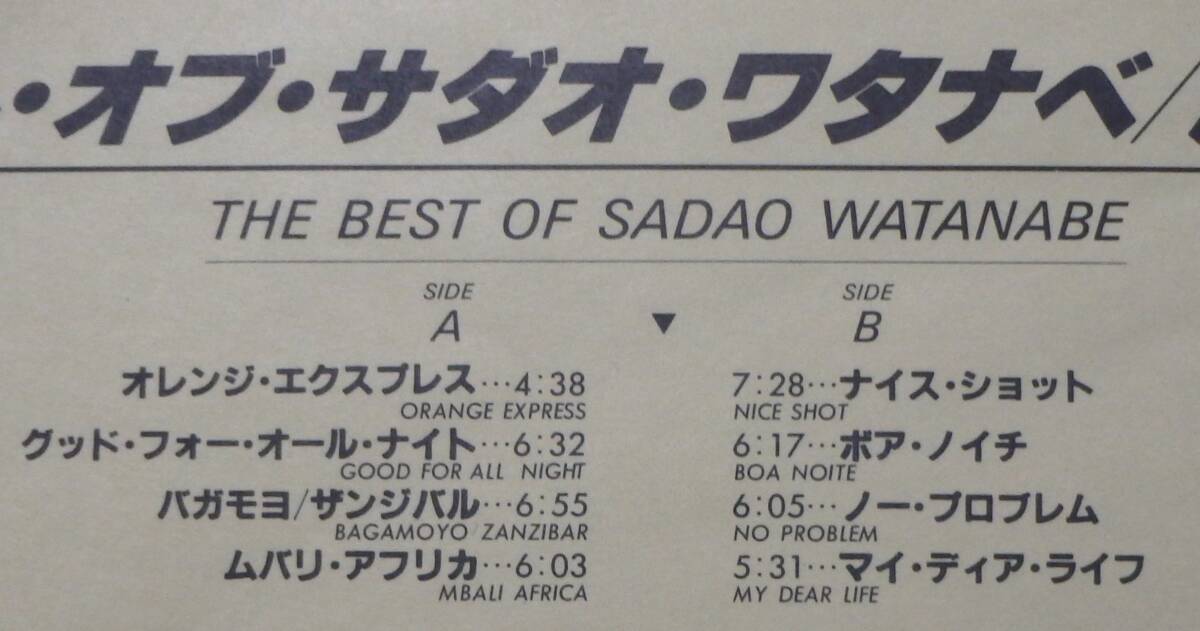 ・オブ・サダオ・ワタナベ/
THE BEST OF SADAO WATANABE
SIDE
A
オレンジ・エクスプレス…4:38
ORANGE EXPRESS
グッド・フォー・オール・ナイト…6:32
GOOD FOR ALL NIGHT
バガモヨ/ザンジバル…6:55
BAGAMOYO ZANZIBAR
ムバリ・アフリカ…6:03
MBALI AFRICA
▼
SIDE
B
7:28…ナイス・ショット
NICE SHOT
6:17…ボア・ノイチ
BOA NOITE
6:05…ノー・プロブレム
NO PROBLEM
5:31…マイ・ディア・ライフ
MY DEAR LIFE